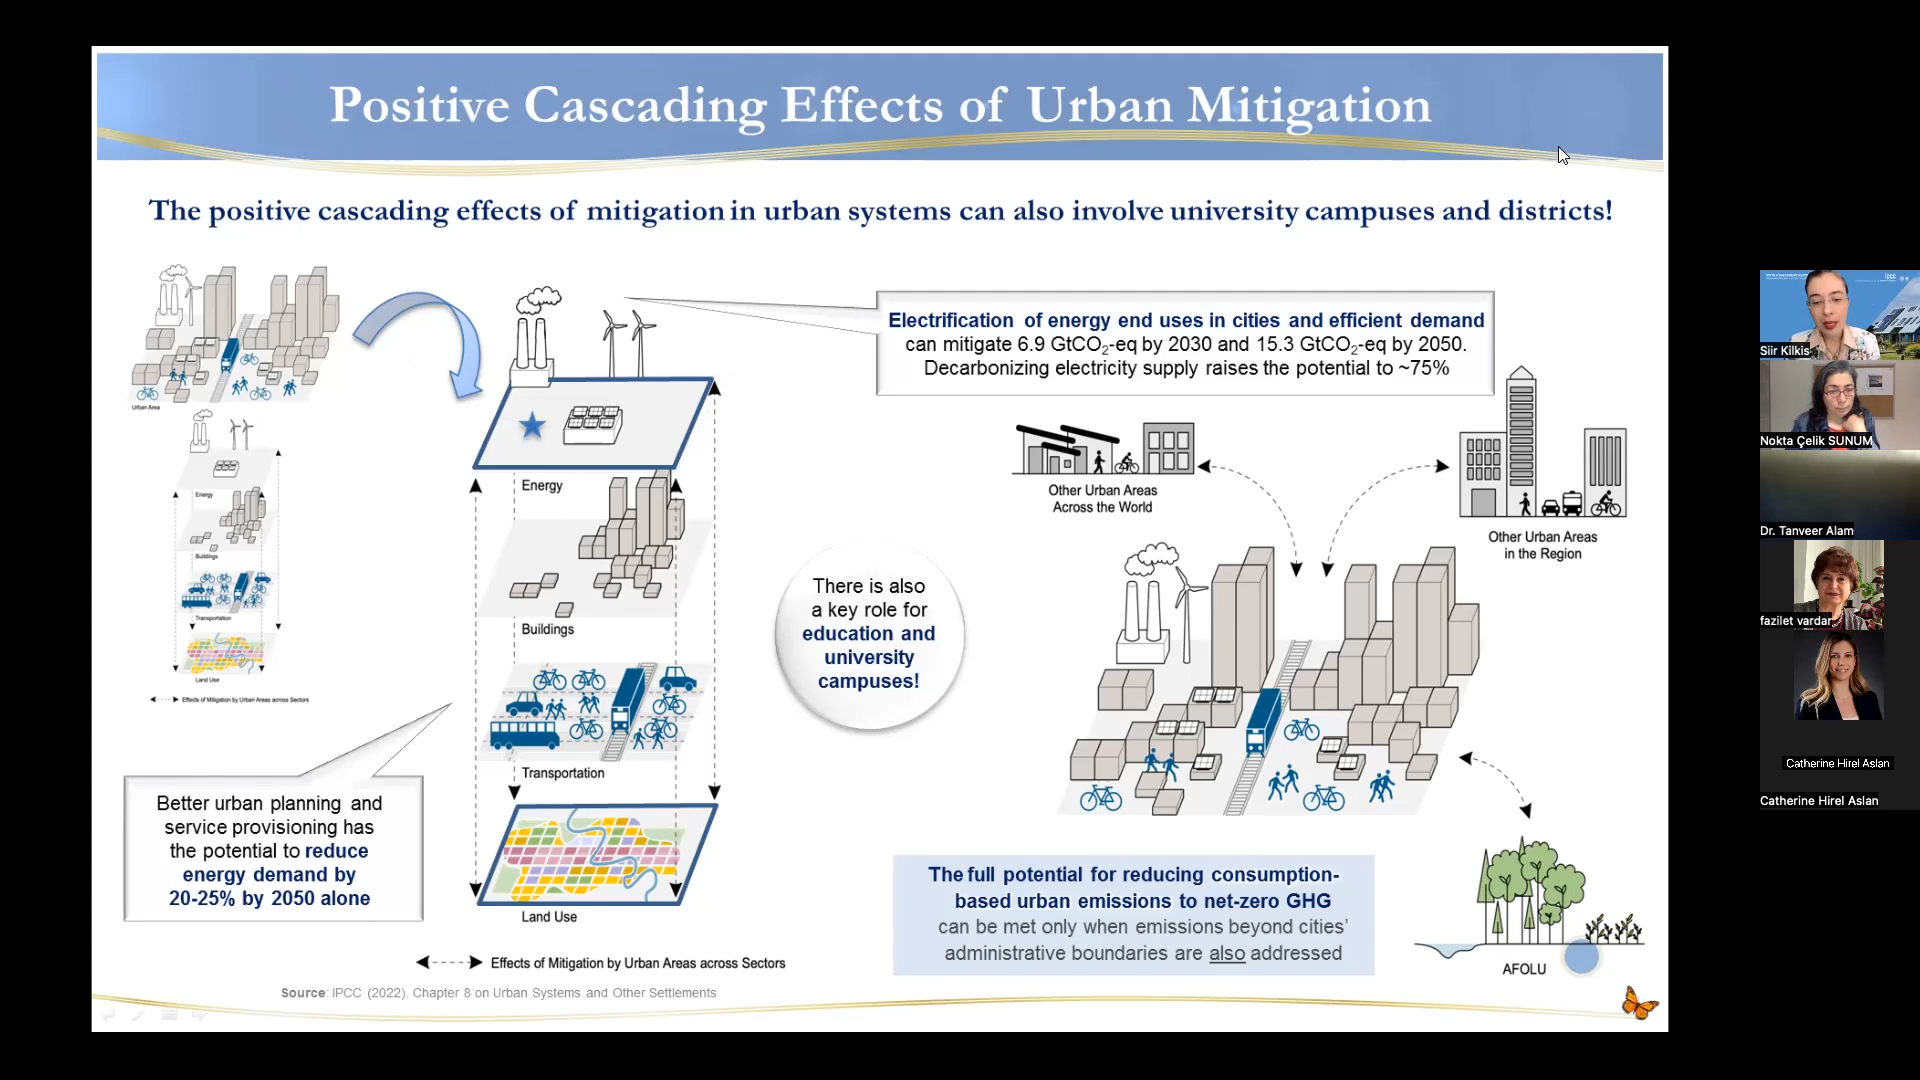 Positive Cascading Effects of Urban Mitigation
The positive cascading effects of mitigation in urban systems can also involve university campuses and districts!
Urban Area
Energy
Buildings
Transportation
Land Use
Effects of Mitigation by Urban Areas across Sectors
Better urban planning and
service provisioning has
the potential to reduce
energy demand by
20-25% by 2050 alone
Energy
Buildings
Transportation
Land Use
Effects of Mitigation by Urban Areas across Sectors
Source: IPCC (2022), Chapter 8 on Urban Systems and Other Settlements
Electrification of energy end uses in cities and efficient demand
can mitigate 6.9 GtCO₂-eq by 2030 and 15.3 GtCO₂-eq by 2050.
Decarbonizing electricity supply raises the potential to ~75%
There is also
a key role for
education and
university
campuses!
Other Urban Areas
Across the World
Other Urban Areas
in the Region
The full potential for reducing consumption-
based urban emissions to net-zero GHG
can be met only when emissions beyond cities'
administrative boundaries are also addressed
AFOLU
ipcc
Siir Kilkis
Nokta Çelik SUNUM
Dr. Tanveer Alam
fazilet vardar
Catherine Hirel Aslan
Catherine Hirel Aslan